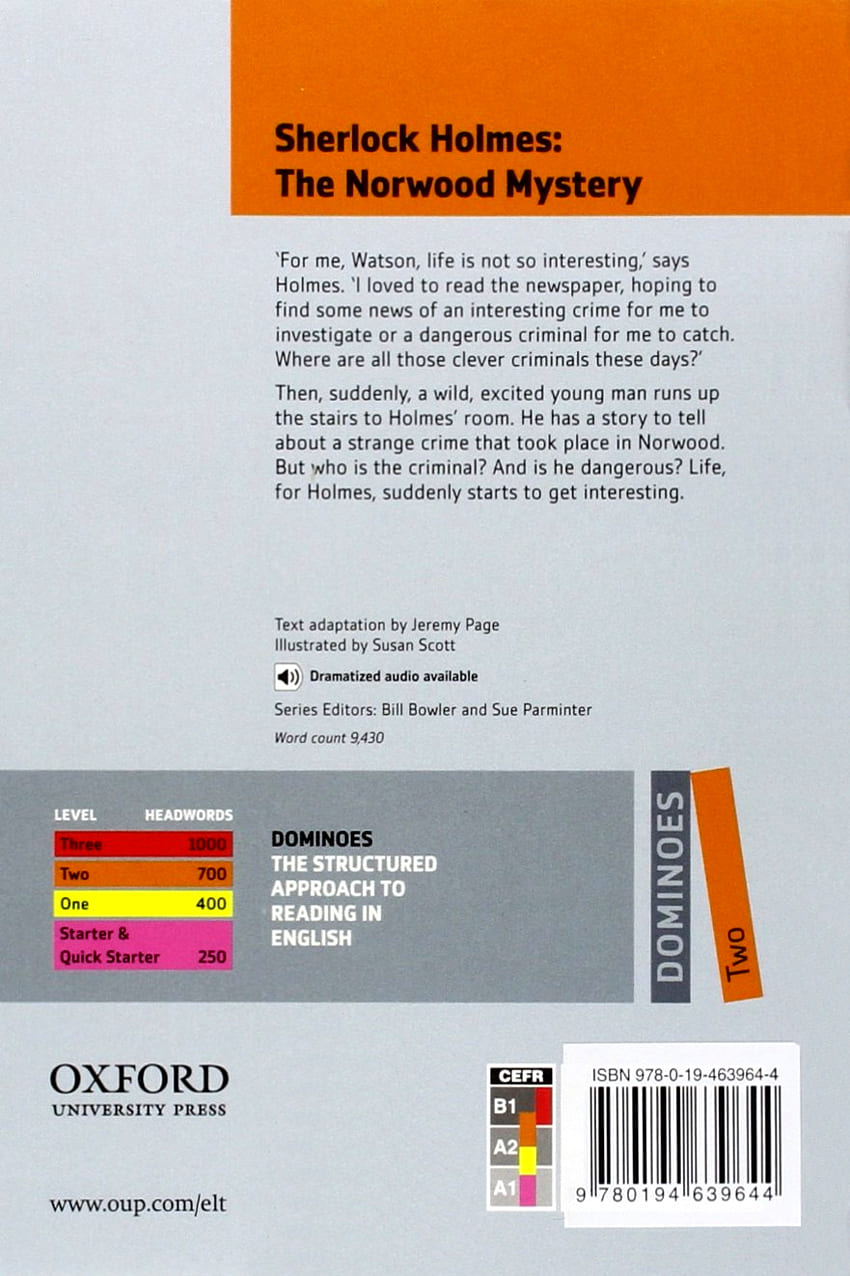 Sherlock Holmes:
The Norwood Mystery
‘For me, Watson, life is not so interesting,’ says
Holmes. ‘I loved to read the newspaper, hoping to
find some news of an interesting crime for me to
investigate or a dangerous criminal for me to catch.
Where are all those clever criminals these days?’
Then, suddenly, a wild, excited young man runs up
the stairs to Holmes’ room. He has a story to tell
about a strange crime that took place in Norwood.
But who is the criminal? And is he dangerous? Life,
for Holmes, suddenly starts to get interesting.
Text adaptation by Jeremy Page
Illustrated by Susan Scott
Dramatized audio available
Series Editors: Bill Bowler and Sue Parminter
Word count 9,430
LEVEL HEADWORDS
Three 1000
Two 700
One 400
Starter &
Quick Starter 250
DOMINOES
THE STRUCTURED
APPROACH TO
READING IN
ENGLISH
DOMINOES
Two
OXFORD
UNIVERSITY PRESS
www.oup.com/elt
CEFR
B1
A2
A1
ISBN 978-0-19-463964-4
9 780194 639644